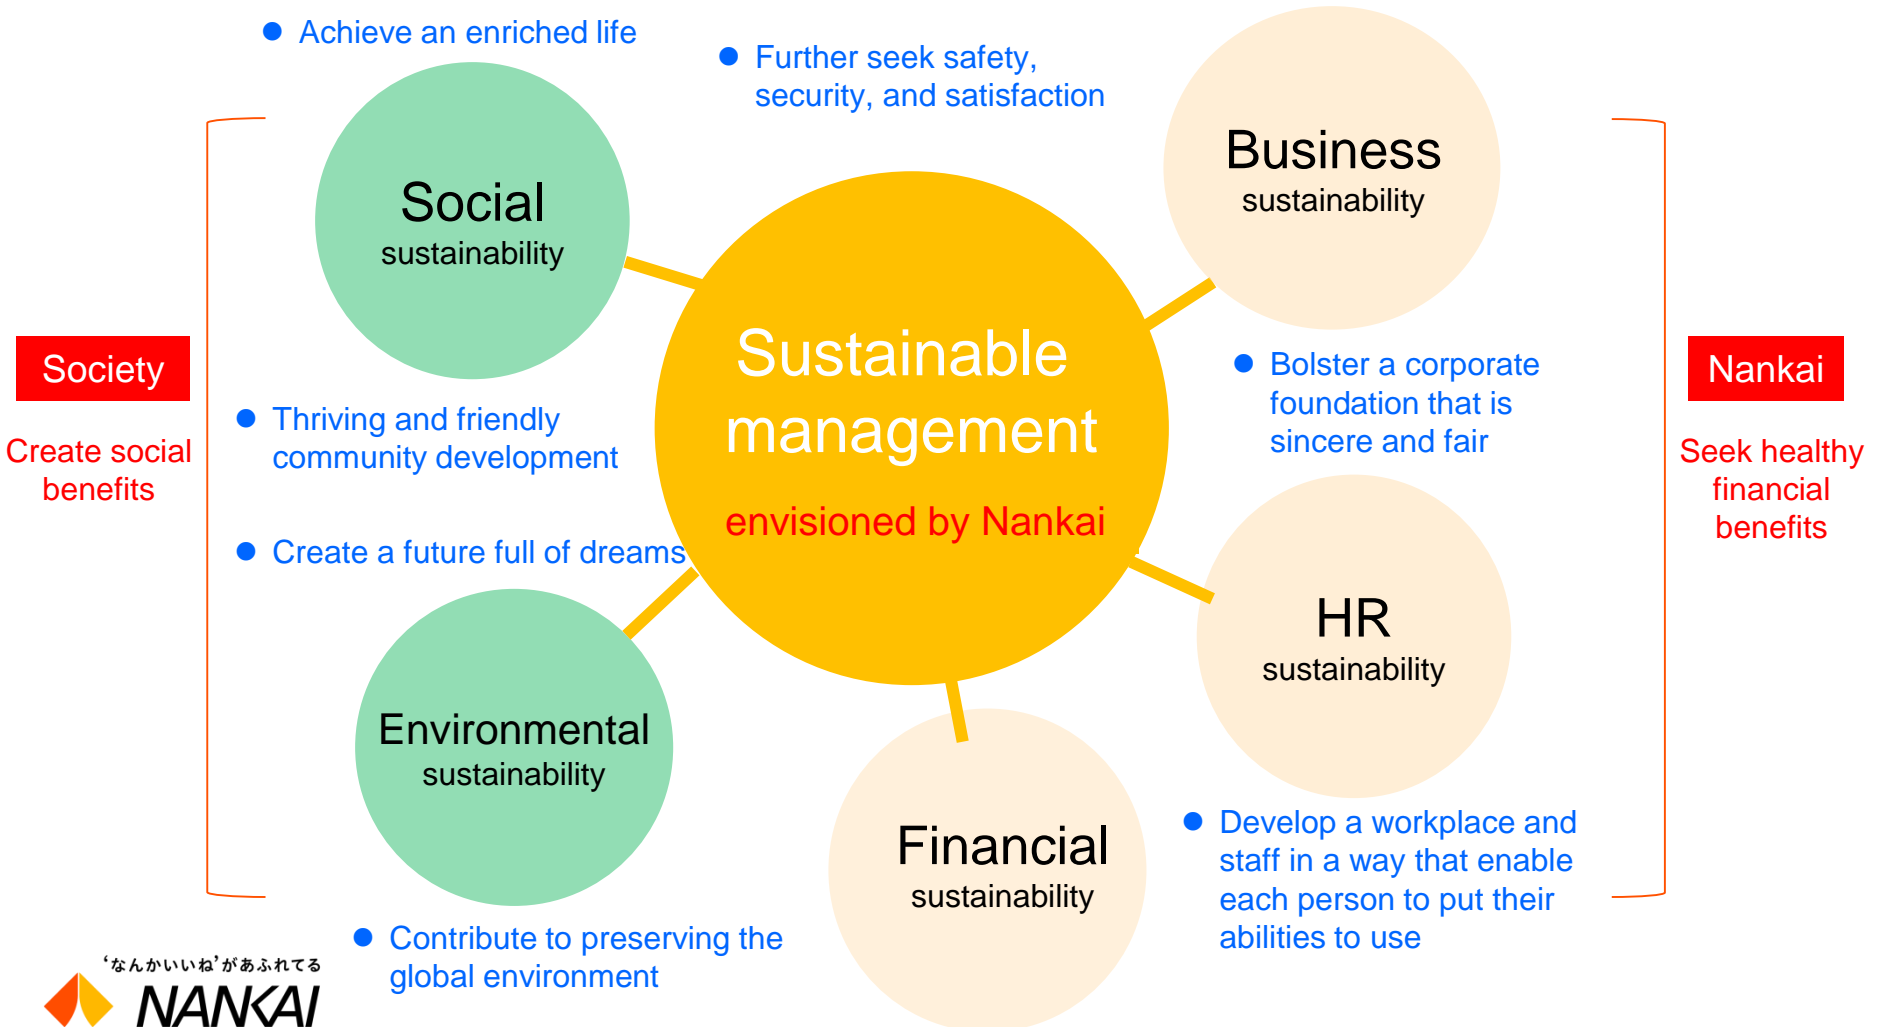 Achieve an enriched life
Further seek safety,
security, and satisfaction
Social
sustainability
Business
sustainability
Society
Create social
benefits
Sustainable
management
envisioned by Nankai
Nankai
Seek healthy
financial
benefits
Thriving and friendly
community development
Bolster a corporate
foundation that is
sincere and fair
Create a future full of dreams
HR
sustainability
Environmental
sustainability
Financial
sustainability
Develop a workplace and
staff in a way that enable
each person to put their
abilities to use
Contribute to preserving the
global environment
‘なんかいいね’があふれてる
NANKAI